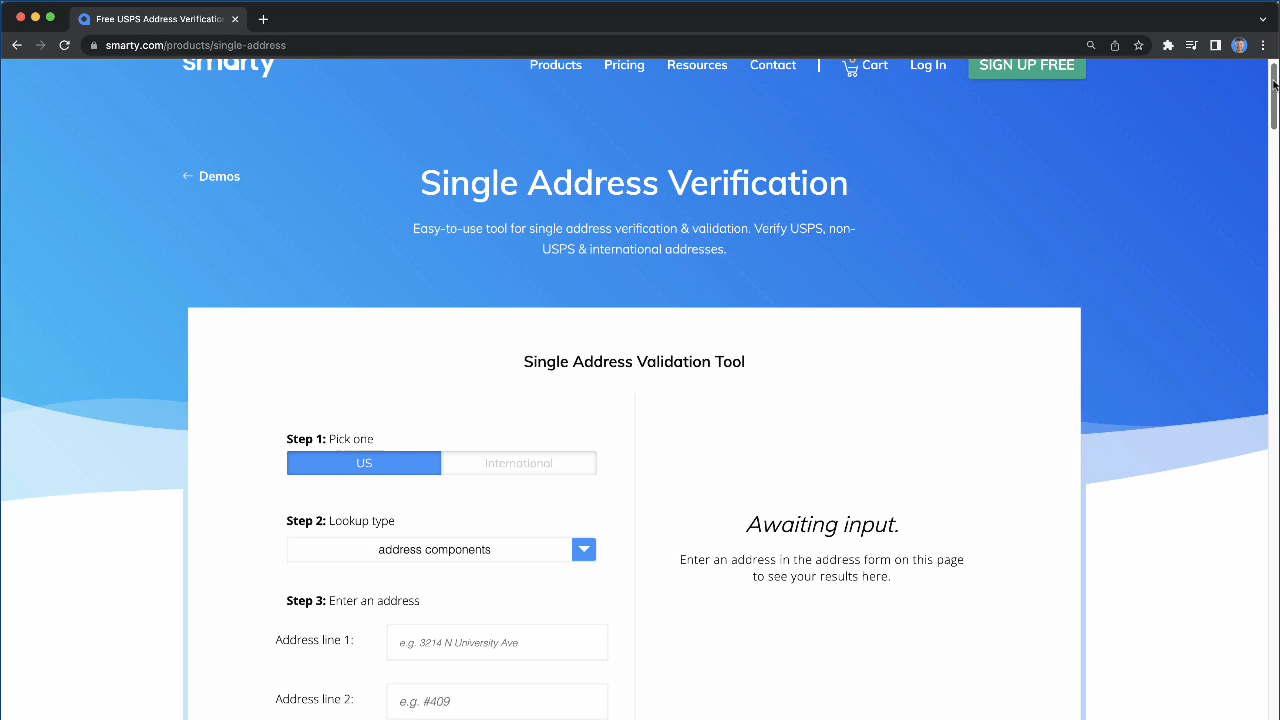 Free USPS Address Verification
smarty.com/products/single-address
smarty
Products Pricing Resources Contact Cart Log In SIGN UP FREE
← Demos
Single Address Verification
Easy-to-use tool for single address verification & validation. Verify USPS, non-
USPS & international addresses.
Single Address Validation Tool
Step 1: Pick one
US International
Step 2: Lookup type
address components
Step 3: Enter an address
Address line 1: e.g. 3214 N University Ave
Address line 2: e.g. #409
Awaiting input.
Enter an address in the address form on this page
to see your results here.